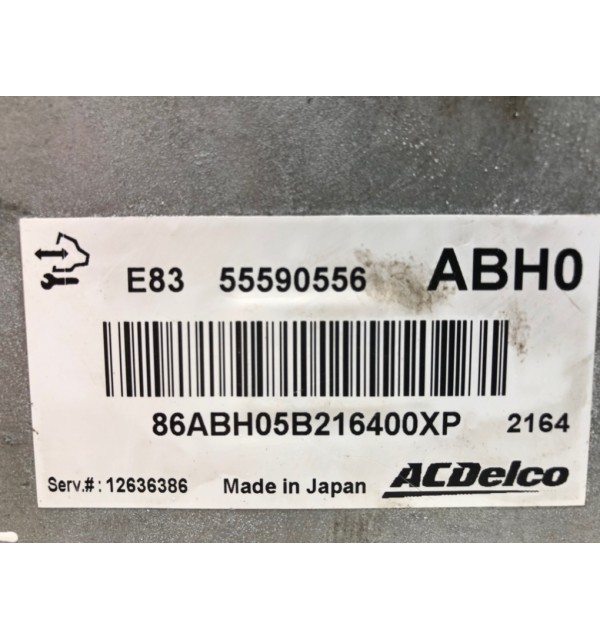 E83 55590556 ABH0
86ABH05B216400XP 2164
Serv.#: 12636386 Made in Japan ACDelco